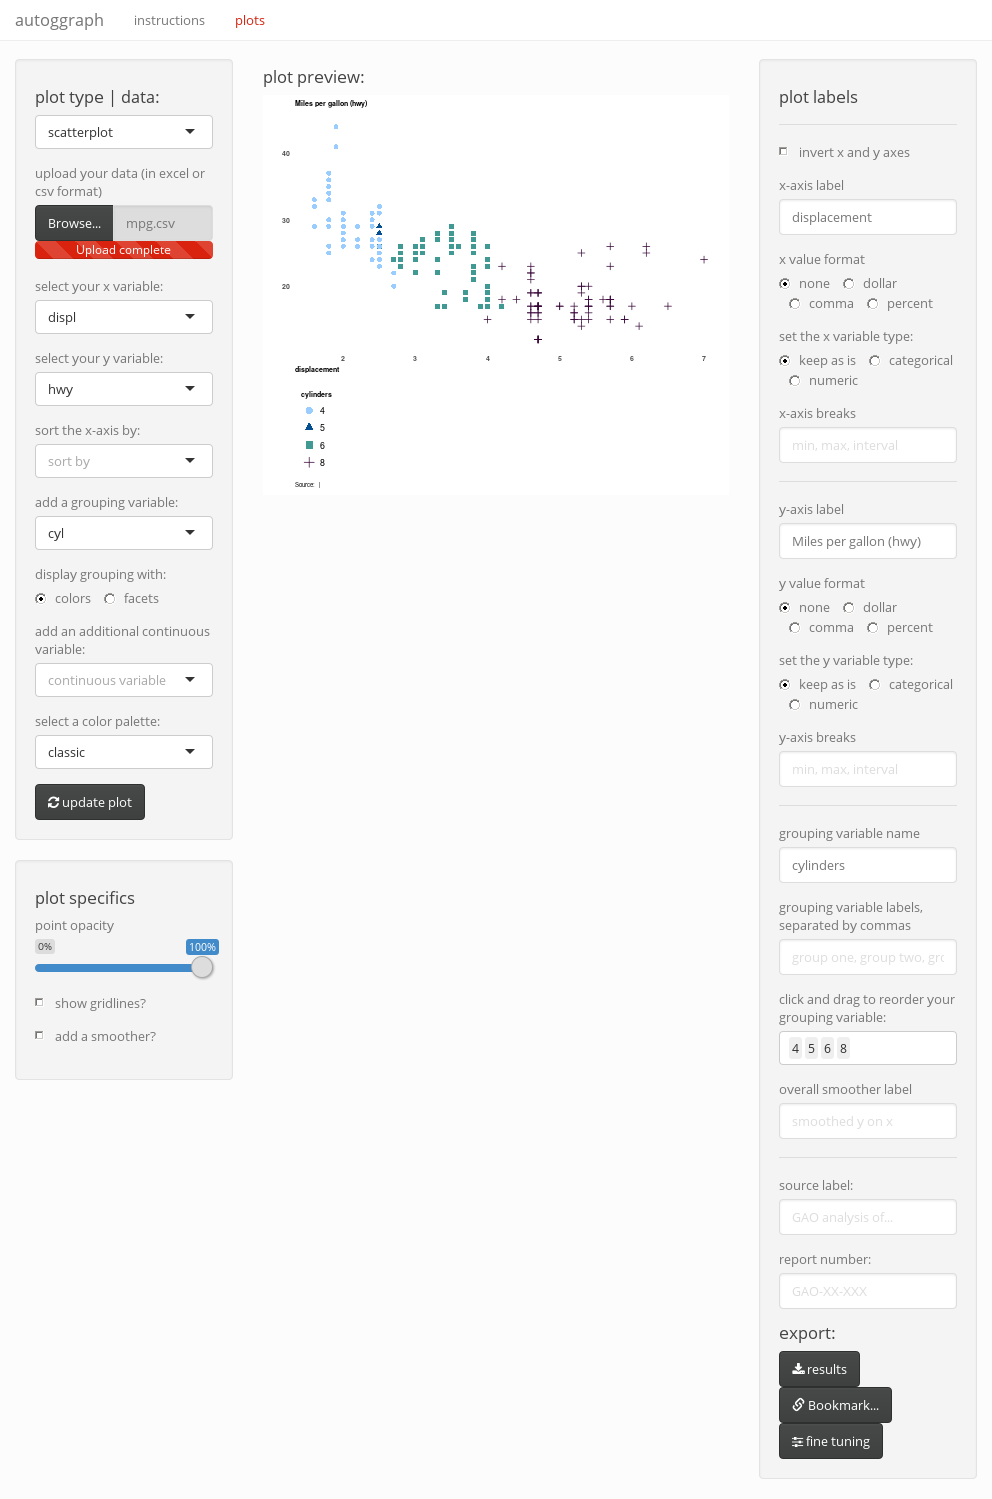 autoggraph
instructions
plots
plot type | data:
scatterplot
upload your data (in excel or
csv format)
Browse...
mpg.csv
Upload complete
select your x variable:
displ
select your y variable:
hwy
sort the x-axis by:
sort by
add a grouping variable:
cyl
display grouping with:
colors
facets
add an additional continuous
variable:
continuous variable
select a color palette:
classic
update plot
plot specifics
point opacity
0%
100%
show gridlines?
add a smoother?
plot preview:
Miles per gallon (hwy)
40
30
20
2 3 4 5 6 7
displacement
cylinders
4
5
6
8
Source: |
plot labels
invert x and y axes
x-axis label
displacement
x value format
none dollar
comma percent
set the x variable type:
keep as is categorical
numeric
x-axis breaks
min, max, interval
y-axis label
Miles per gallon (hwy)
y value format
none dollar
comma percent
set the y variable type:
keep as is categorical
numeric
y-axis breaks
min, max, interval
grouping variable name
cylinders
grouping variable labels,
separated by commas
group one, group two, gro
click and drag to reorder your
grouping variable:
4 5 6 8
overall smoother label
smoothed y on x
source label:
GAO analysis of...
report number:
GAO-XX-XXX
export:
results
Bookmark...
fine tuning